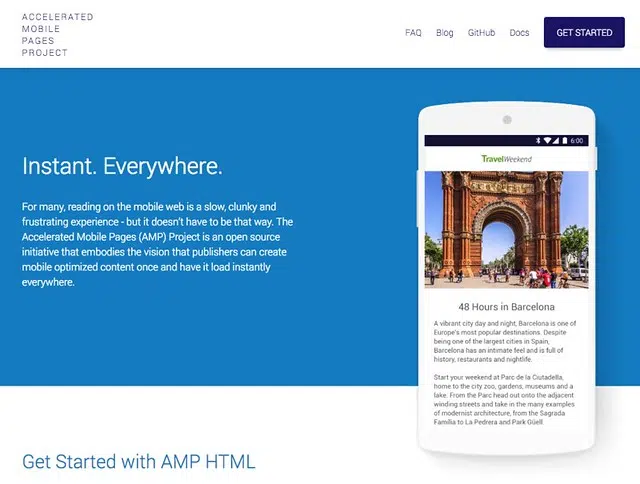 ACCELERATED
MOBILE
PAGES
PROJECT
FAQ Blog GitHub Docs GET STARTED
Instant. Everywhere.
For many, reading on the mobile web is a slow, clunky and
frustrating experience - but it doesn't have to be that way. The
Accelerated Mobile Pages (AMP) Project is an open source
initiative that embodies the vision that publishers can create
mobile optimized content once and have it load instantly
everywhere.
6:00
TravelWeekend
48 Hours in Barcelona
A vibrant city day and night, Barcelona is one of
Europe's most popular destinations. Despite
being one of the largest cities in Spain,
Barcelona has an intimate feel and is full of
history, restaurants and nightlife.
Start your weekend at Parc de la Ciutadella,
home to the city zoo, gardens, museums and a
lake. From the Parc head out onto the adjacent
winding streets and take in the many examples
of modernist architecture, from the Sagrada
Família to La Pedrera and Park Güell.
Get Started with AMP HTML